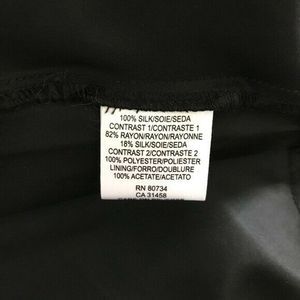 100% SILK/SOIE/SEDA
CONTRAST 1/CONTRASTE 1
82% RAYON/RAYON/RAYON
18% SILK/SOIE/SEDA
CONTRAST 2/CONTRASTE 2
100% POLYESTER/POLIESTER
LINING/FORRO/DOUBLURE
100% ACETATE/ACETATO
RN 80734
CA 31458